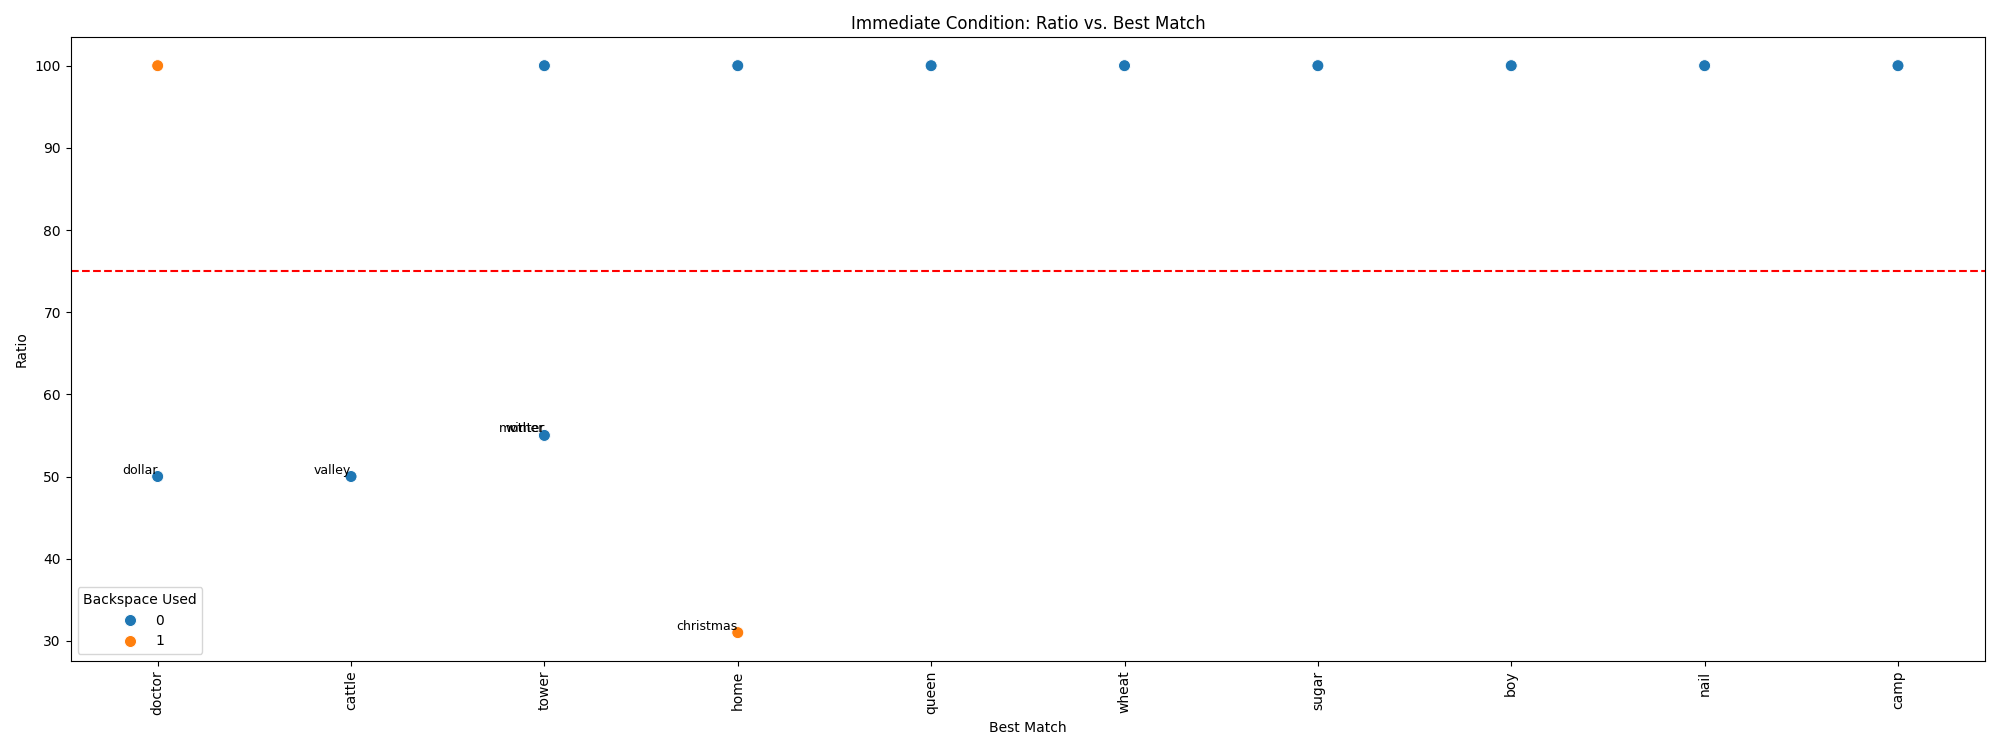 Immediate Condition: Ratio vs. Best Match
100
90
80
70
60
50
40
30
Ratio
dollar
valley
christmas
Backspace Used
0
1
doctor
cattle
tower
home
queen
wheat
sugar
boy
nail
camp
Best Match